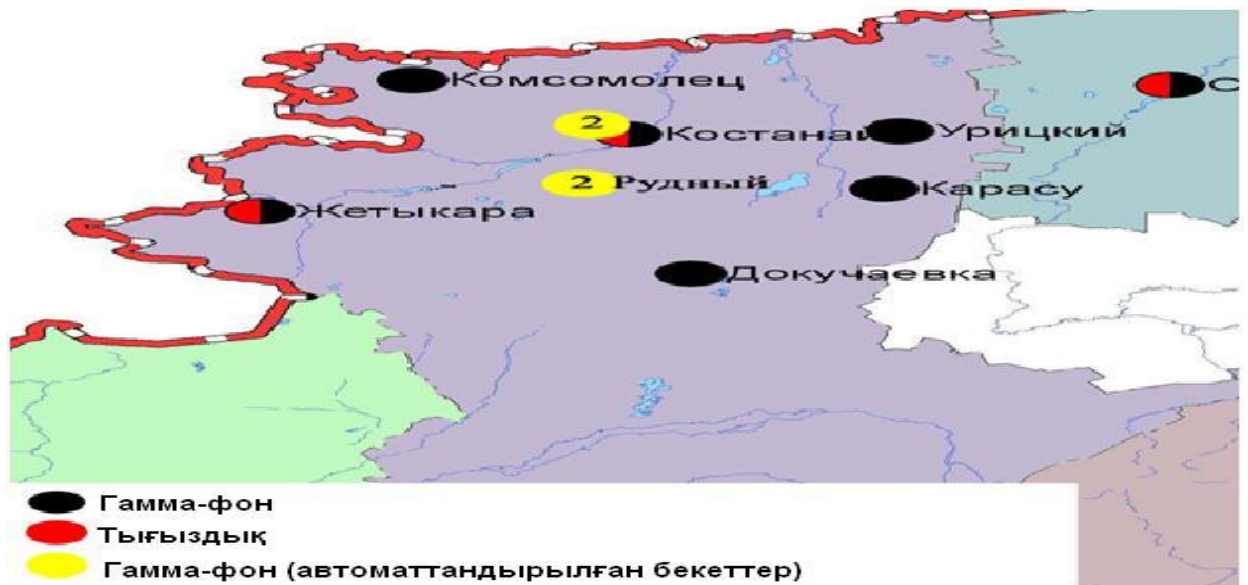 Комсомолец
2
Костанай
Урицкий
2 Рудный
Карасу
Жетыкара
Докучаевка
Гамма-фон
Тығыздық
Гамма-фон (автоматтандырылған бекеттер)